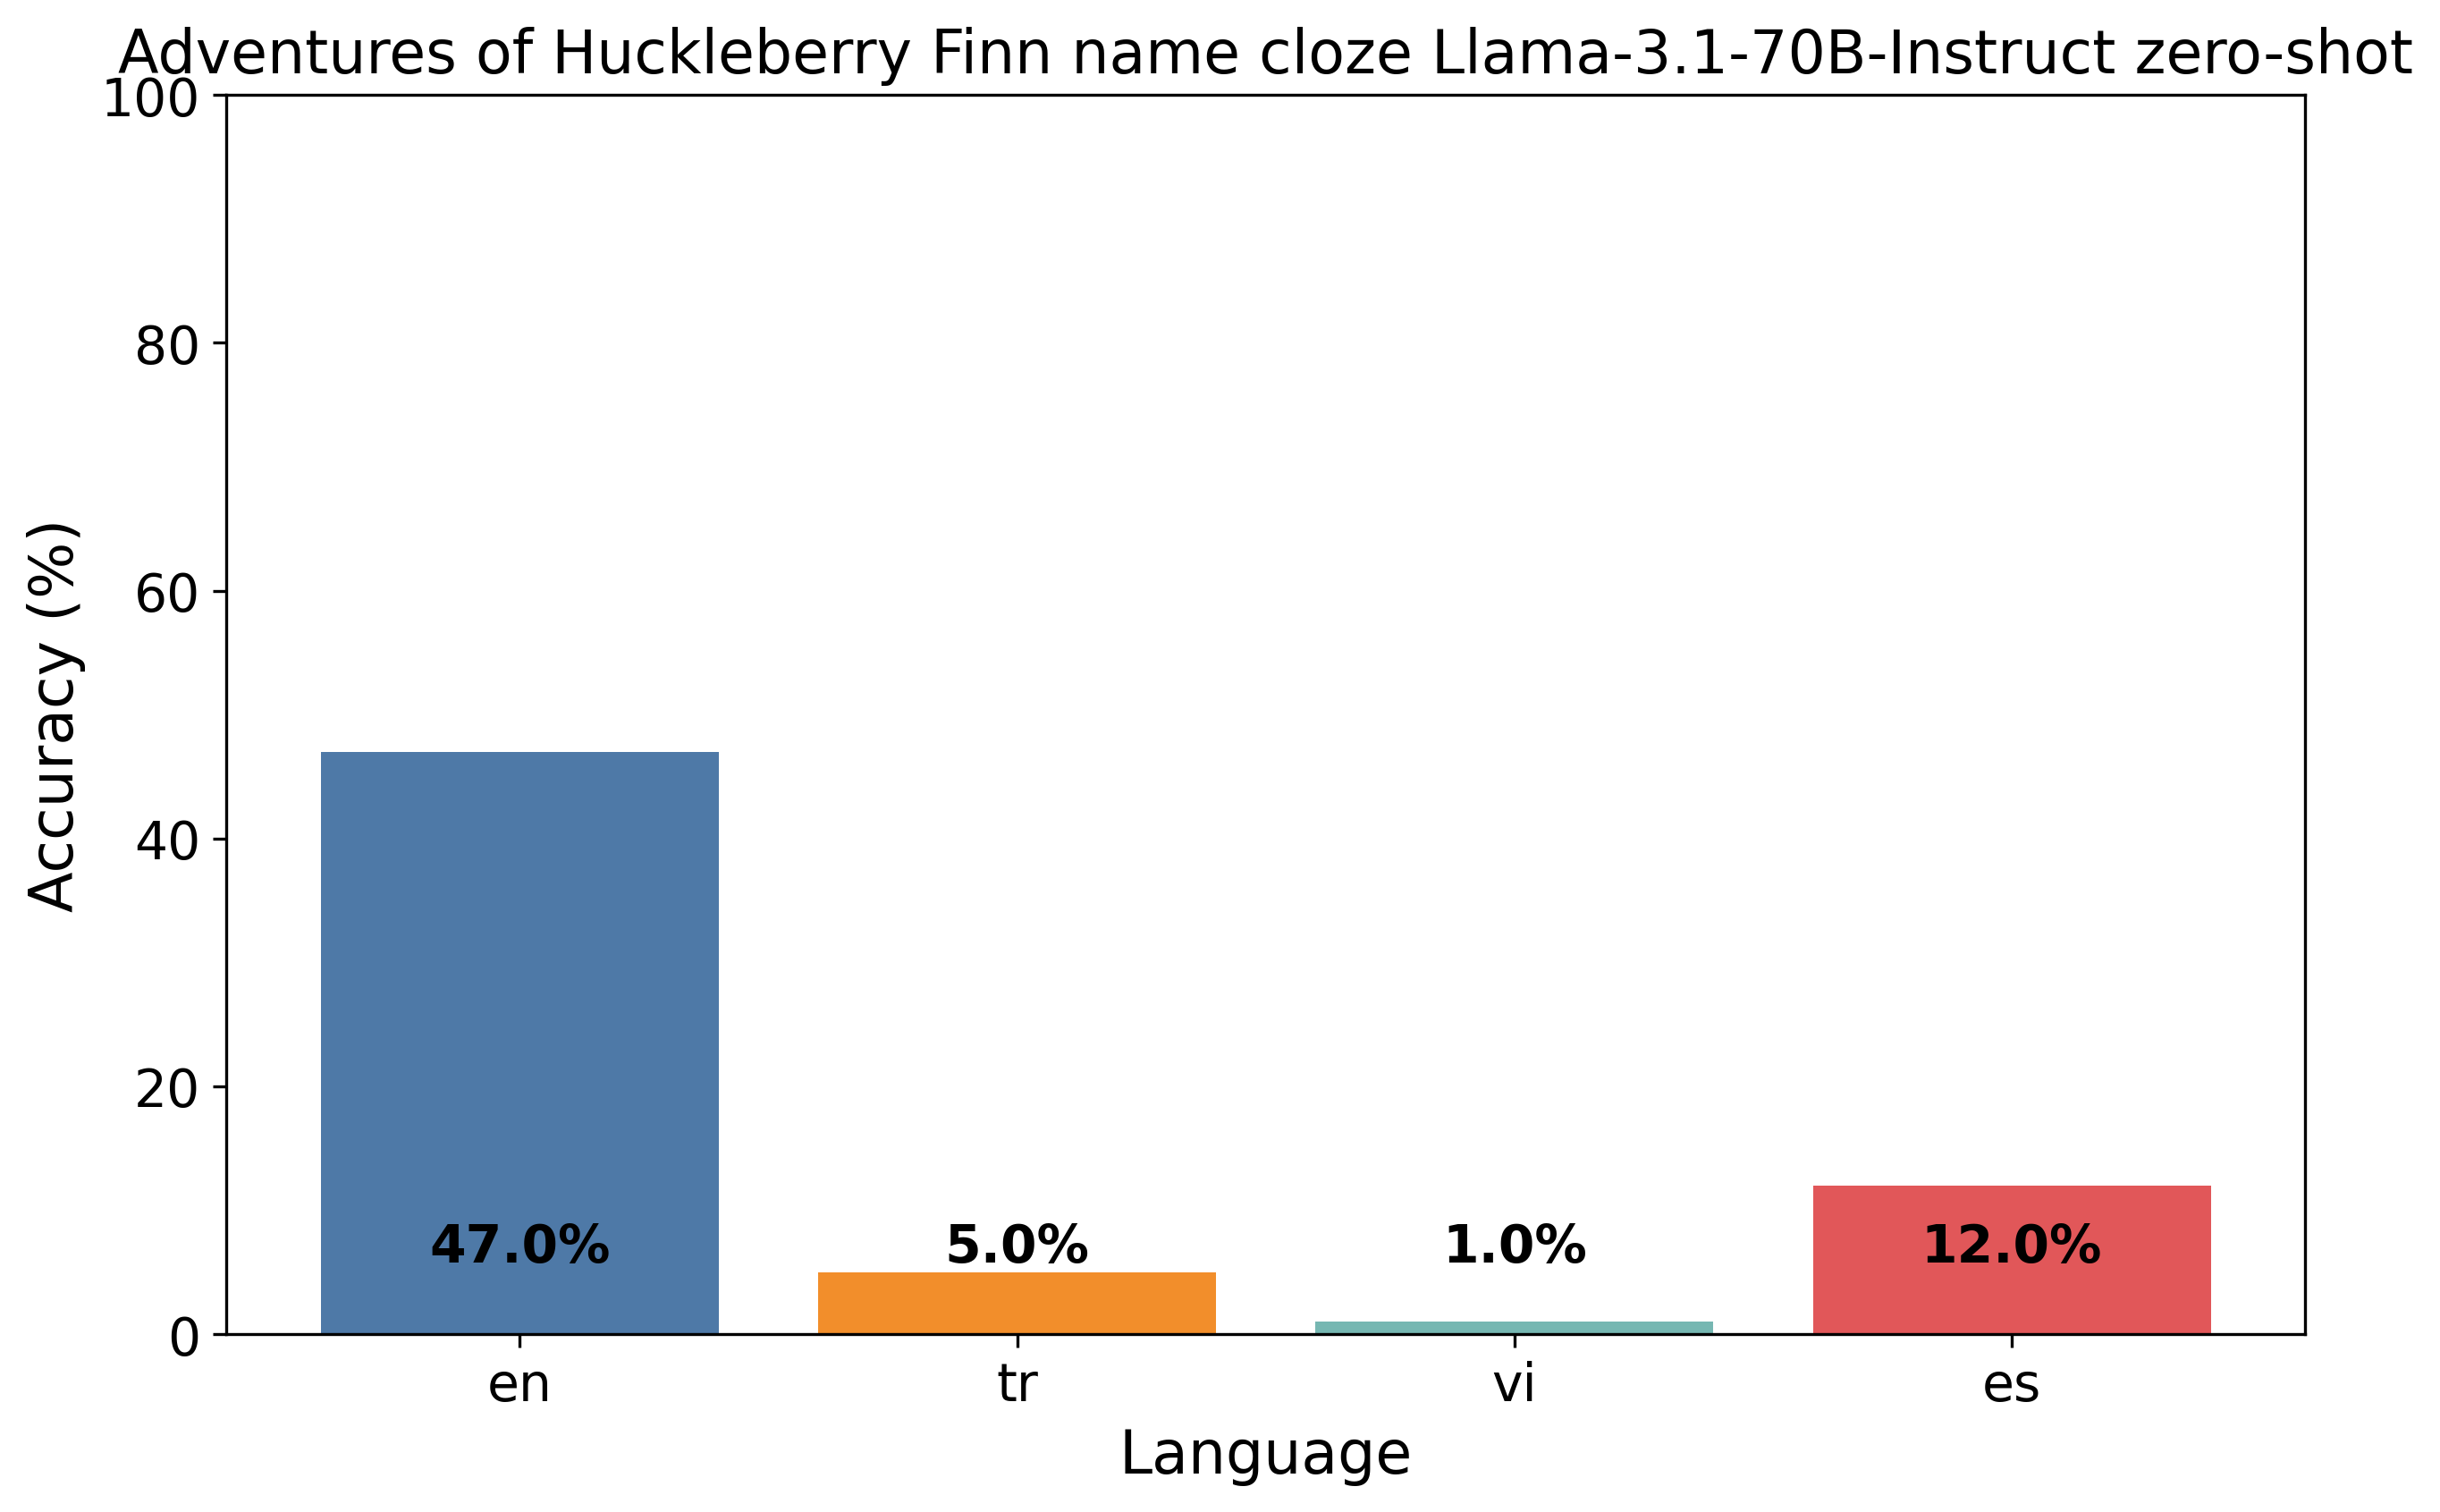 Adventures of Huckleberry Finn name cloze Llama-3.1-70B-Instruct zero-shot
100
80
60
40
20
0
Accuracy (%)
47.0%
5.0%
1.0%
12.0%
en
tr
vi
es
Language